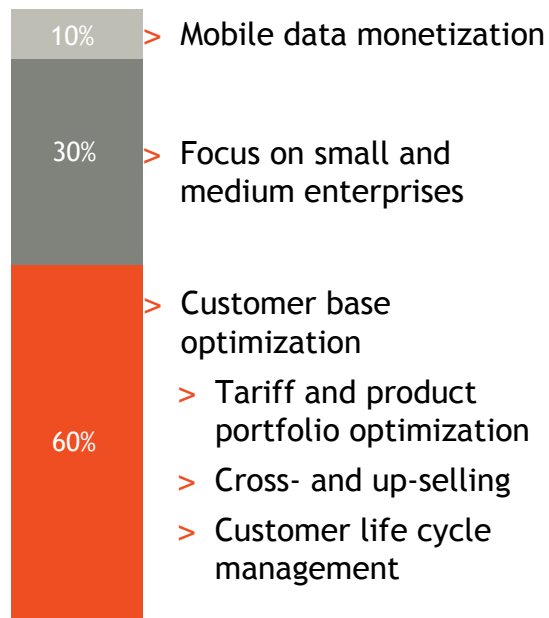 10% > Mobile data monetization
30% > Focus on small and
medium enterprises
> Customer base
optimization
> Tariff and product
portfolio optimization
60%
> Cross- and up-selling
> Customer life cycle
management